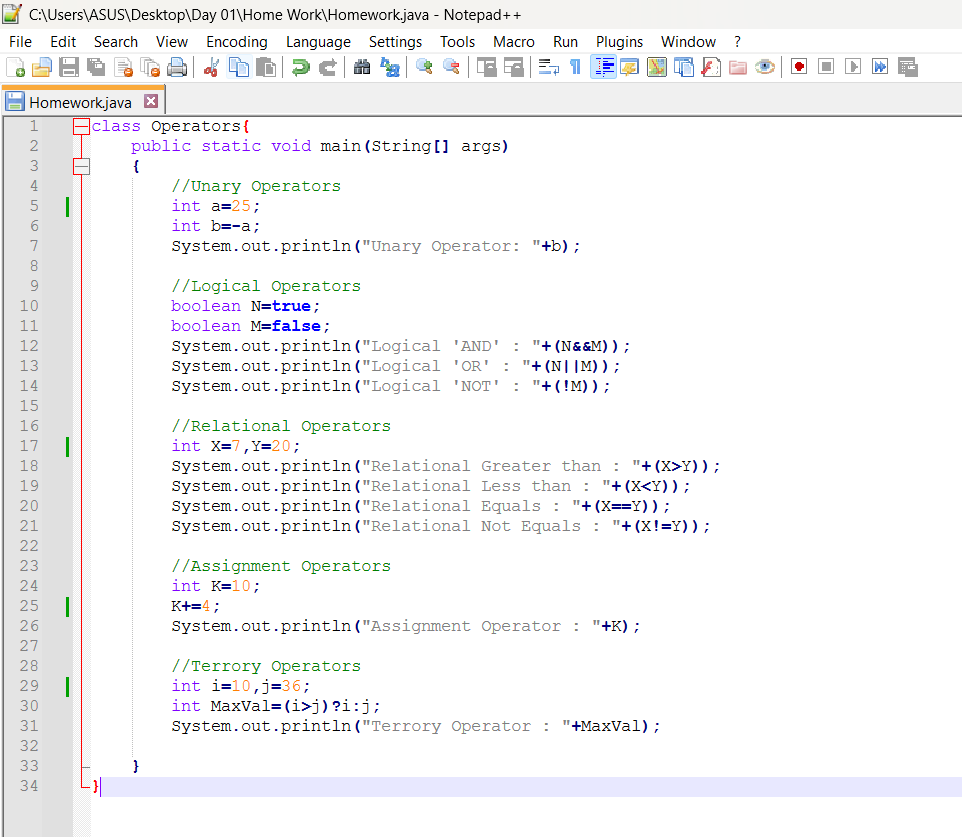 C:\Users\ASUS\Desktop\Day 01\Home Work\Homework.java - Notepad++
File Edit Search View Encoding Language Settings Tools Macro Run Plugins Window ?
Homework.java
1 class Operators{
2     public static void main(String[] args)
3     {
4         //Unary Operators
5         int a=25;
6         int b=-a;
7         System.out.println("Unary Operator: "+b);
8
9         //Logical Operators
10         boolean N=true;
11         boolean M=false;
12         System.out.println("Logical 'AND' : "+(N&&M));
13         System.out.println("Logical 'OR' : "+(N||M));
14         System.out.println("Logical 'NOT' : "+(!M));
15
16         //Relational Operators
17         int X=7,Y=20;
18         System.out.println("Relational Greater than : "+(X>Y));
19         System.out.println("Relational Less than : "+(X<Y));
20         System.out.println("Relational Equals : "+(X==Y));
21         System.out.println("Relational Not Equals : "+(X!=Y));
22
23         //Assignment Operators
24         int K=10;
25         K+=4;
26         System.out.println("Assignment Operator : "+K);
27
28         //Terrory Operators
29         int i=10,j=36;
30         int MaxVal=(i>j)?i:j;
31         System.out.println("Terrory Operator : "+MaxVal);
32
33     }
34 }